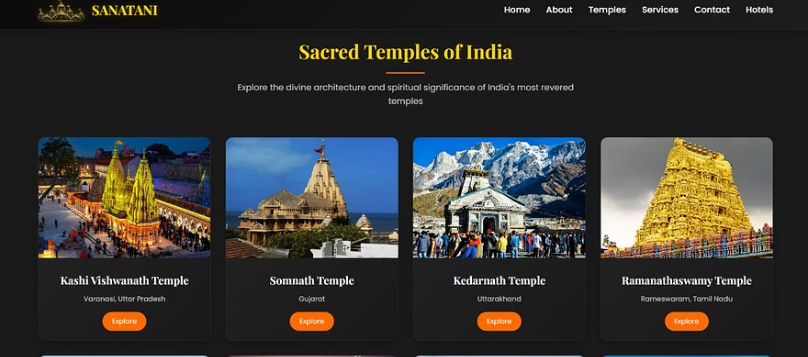 SANATANI
Home About Temples Services Contact Hotels
Sacred Temples of India
Explore the divine architecture and spiritual significance of India's most revered
temples
Kashi Vishwanath Temple
Varanasi, Uttar Pradesh
Explore
Somnath Temple
Gujarat
Explore
Kedarnath Temple
Uttarakhand
Explore
Ramanathaswamy Temple
Rameswaram, Tamil Nadu
Explore